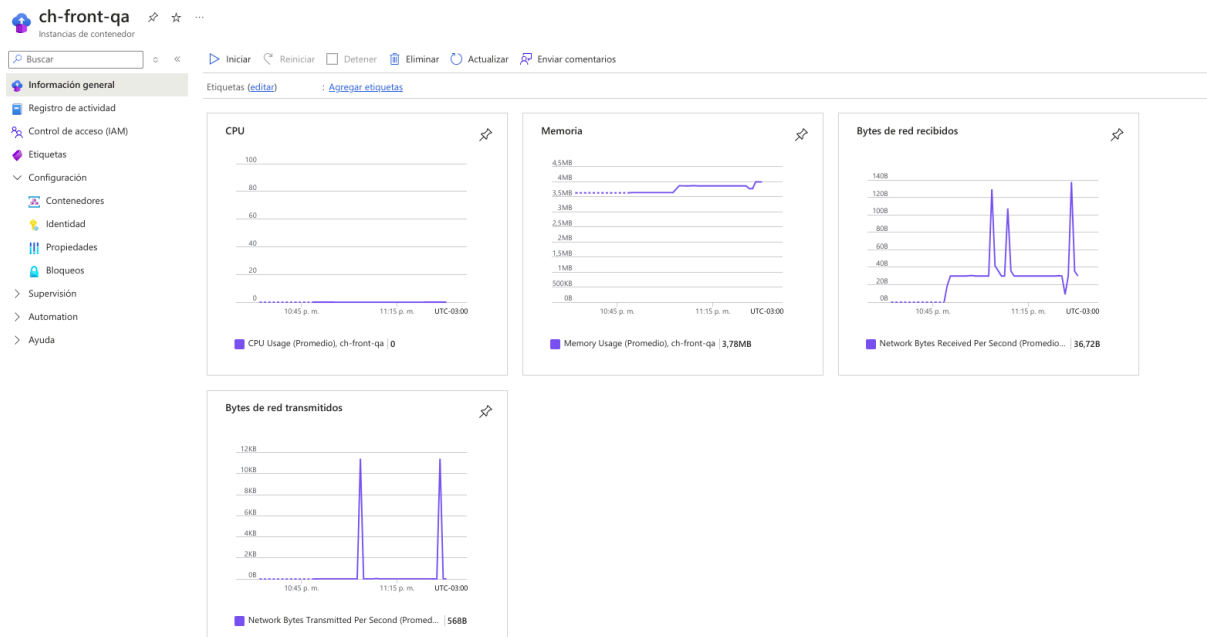 ch-front-qa
Instancias de contenedor
Buscar
Iniciar Reiniciar Detener Eliminar Actualizar Enviar comentarios
Información general
Registro de actividad
Control de acceso (IAM)
Etiquetas
Configuración
Contenedores
Identidad
Propiedades
Bloqueos
Supervisión
Automation
Ayuda
Etiquetas (editar) : Agregar etiquetas
CPU
100
80
60
40
20
0
10:45 p. m. 11:15 p. m. UTC-03:00
CPU Usage (Promedio), ch-front-qa 0
Memoria
4,5MB
4MB
3,5MB
3MB
2,5MB
2MB
1,5MB
1MB
500KB
0B
10:45 p. m. 11:15 p. m. UTC-03:00
Memory Usage (Promedio), ch-front-qa 3,78MB
Bytes de red recibidos
140B
120B
100B
80B
60B
40B
20B
0B
10:45 p. m. 11:15 p. m. UTC-03:00
Network Bytes Received Per Second (Promedio... 36,72B
Bytes de red transmitidos
12KB
10KB
8KB
6KB
4KB
2KB
0B
10:45 p. m. 11:15 p. m. UTC-03:00
Network Bytes Transmitted Per Second (Promed... 568B